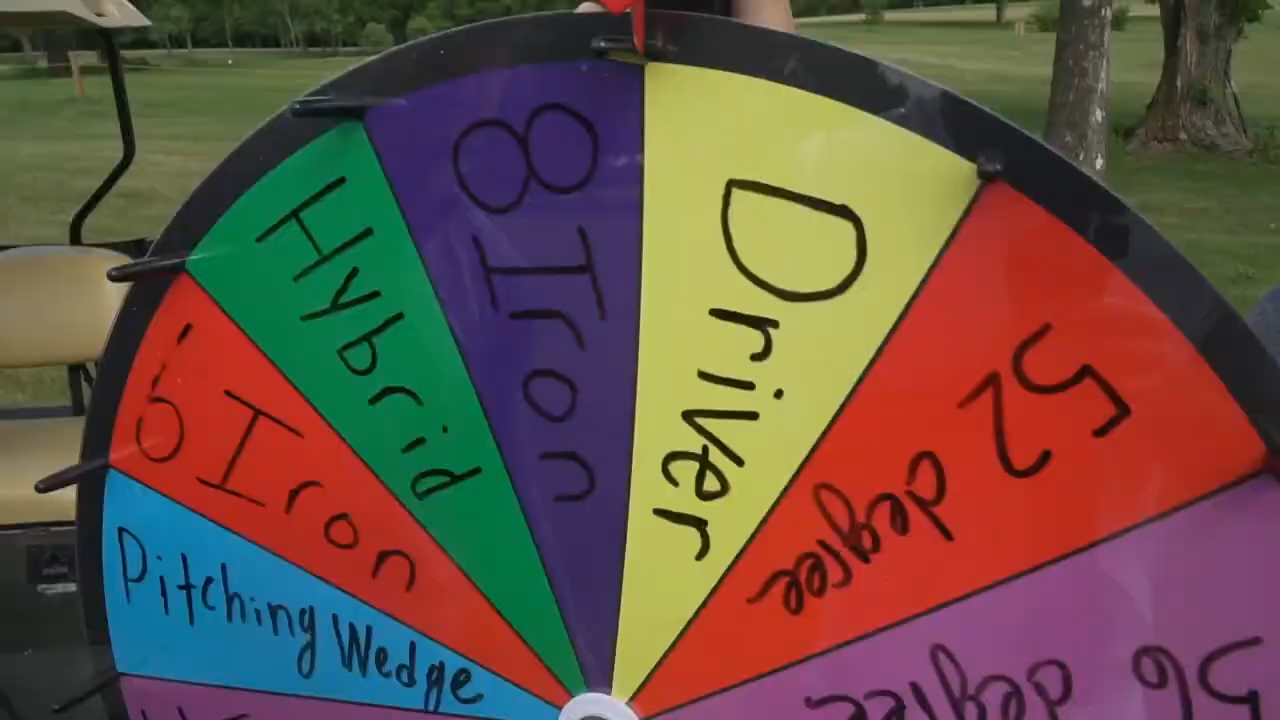 Pitching Wedge
6 Iron
Hybrid
8 Iron
Driver
52 degree
56 degree